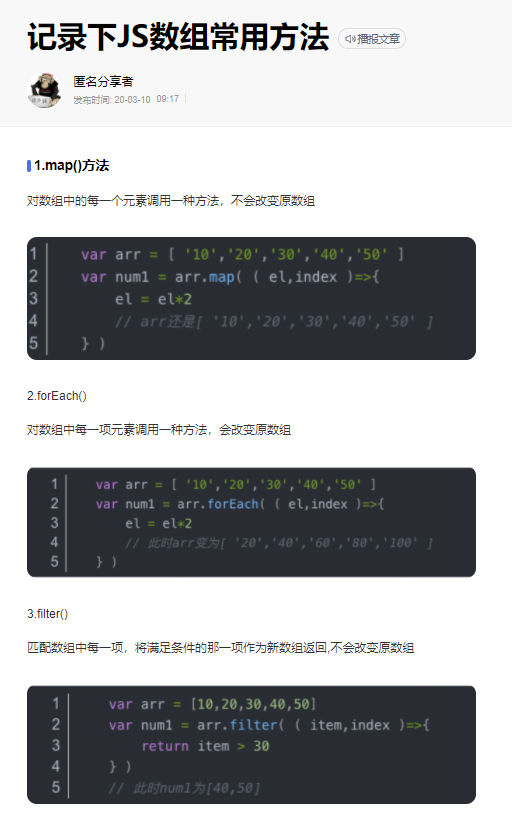 记录下JS数组常用方法
播报文章
匿名分享者
发布时间: 20-03-10 09:17
1.map()方法
对数组中的每一个元素调用一种方法，不会改变原数组
1 var arr = [ '10','20','30','40','50' ]
2 var num1 = arr.map( ( el,index )=>{
3 el = el*2
4 // arr还是[ '10','20','30','40','50' ]
5 } )
2.forEach()
对数组中每一项元素调用一种方法，会改变原数组
1 var arr = [ '10','20','30','40','50' ]
2 var num1 = arr.forEach( ( el,index )=>{
3 el = el*2
4 // 此时arr变为[ '20','40','60','80','100' ]
5 } )
3.filter()
匹配数组中每一项，将满足条件的那一项作为新数组返回,不会改变原数组
1 var arr = [10,20,30,40,50]
2 var num1 = arr.filter( ( item,index )=>{
3 return item > 30
4 } )
5 // 此时num1为[40,50]